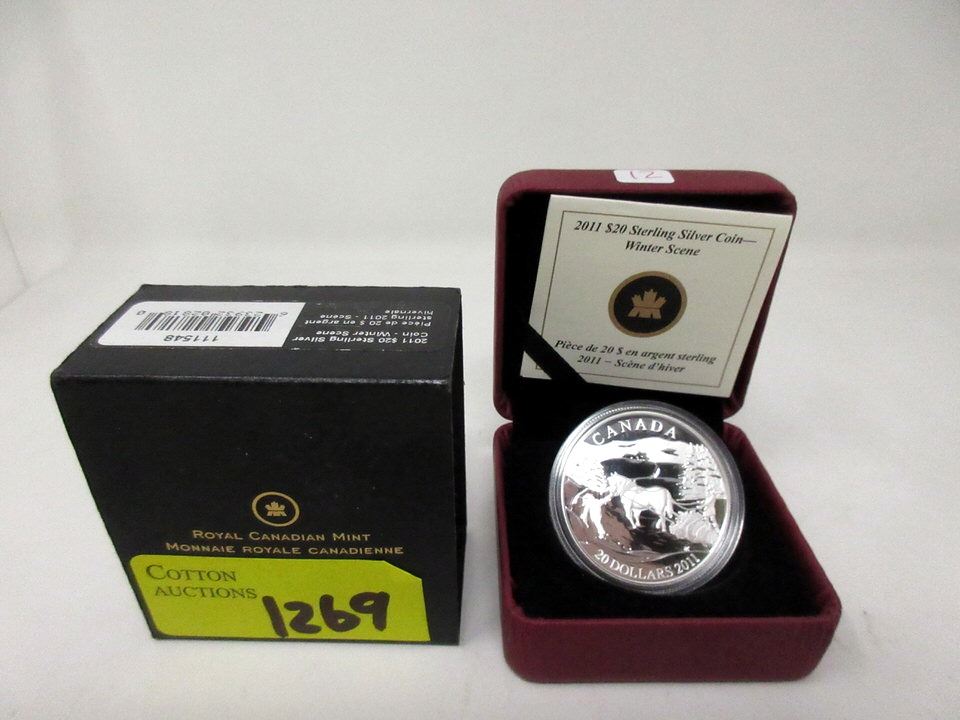 12
2011 $20 Sterling Silver Coin—
Winter Scene
Pièce de 20 $ en argent sterling
2011 – Scène d'hiver
CANADA
20 DOLLARS 2011
111549
2011 $20 Sterling Silver
Coin - Winter Scene
Pièce de 20 $ en argent
sterling 2011 - Scène
hivernale
ROYAL CANADIAN MINT
MONNAIE ROYALE CANADIENNE
COTTON
AUCTIONS
1269